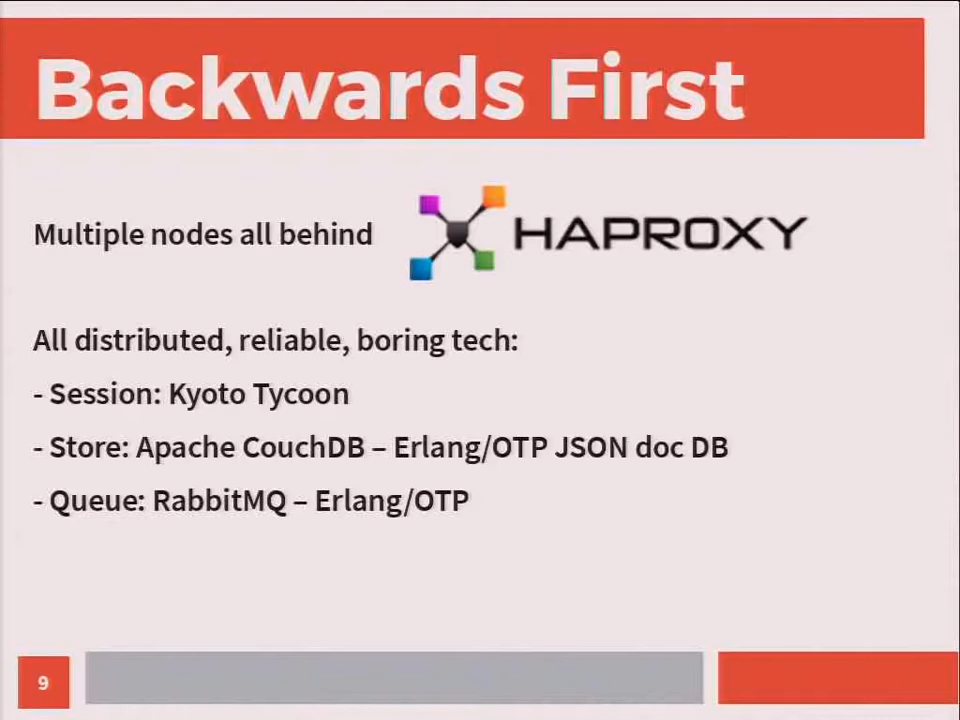 Backwards First
Multiple nodes all behind HAPROXY
All distributed, reliable, boring tech:
- Session: Kyoto Tycoon
- Store: Apache CouchDB – Erlang/OTP JSON doc DB
- Queue: RabbitMQ – Erlang/OTP
9